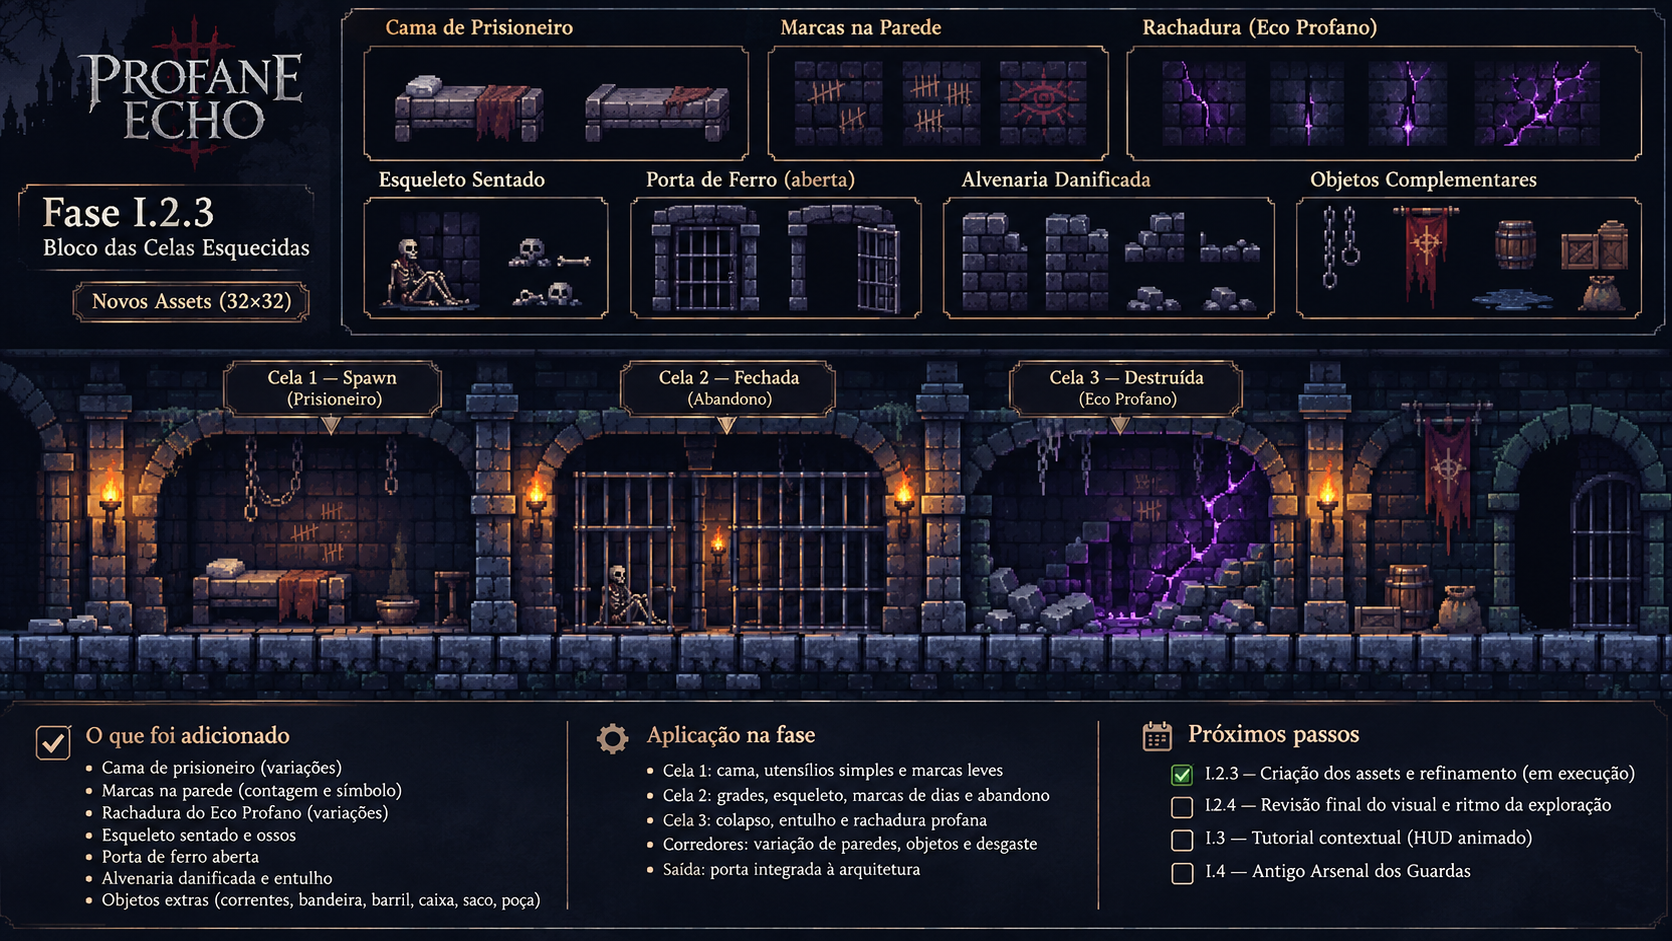 PROFANE
ECHO
Fase I.2.3
Bloco das Celas Esquecidas
Novos Assets (32×32)
Cama de Prisioneiro
Marcas na Parede
Rachadura (Eco Profano)
Esqueleto Sentado
Porta de Ferro (aberta)
Alvenaria Danificada
Objetos Complementares
Cela 1 — Spawn
(Prisioneiro)
Cela 2 — Fechada
(Abandono)
Cela 3 — Destruída
(Eco Profano)
O que foi adicionado
• Cama de prisioneiro (variações)
• Marcas na parede (contagem e símbolo)
• Rachadura do Eco Profano (variações)
• Esqueleto sentado e ossos
• Porta de ferro aberta
• Alvenaria danificada e entulho
• Objetos extras (correntes, bandeira, barril, caixa, saco, poça)
Aplicação na fase
• Cela 1: cama, utensílios simples e marcas leves
• Cela 2: grades, esqueleto, marcas de dias e abandono
• Cela 3: colapso, entulho e rachadura profana
• Corredores: variação de paredes, objetos e desgaste
• Saída: porta integrada à arquitetura
Próximos passos
I.2.3 — Criação dos assets e refinamento (em execução)
I.2.4 — Revisão final do visual e ritmo da exploração
I.3 — Tutorial contextual (HUD animado)
I.4 — Antigo Arsenal dos Guardas